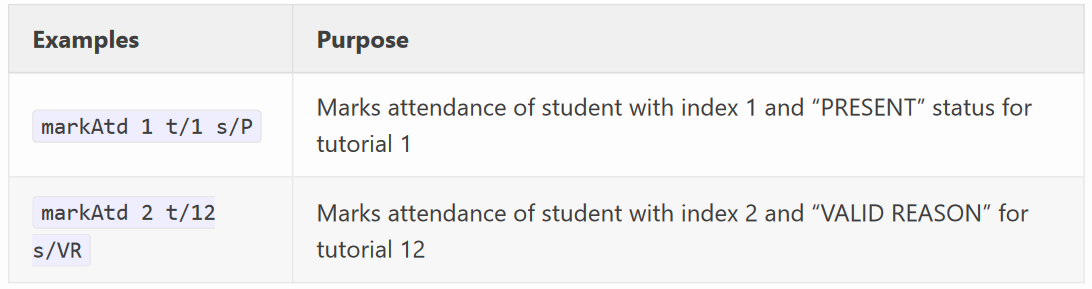 Examples Purpose
markAtd 1 t/1 s/P
Marks attendance of student with index 1 and “PRESENT” status for
tutorial 1
markAtd 2 t/12
s/VR
Marks attendance of student with index 2 and “VALID REASON” for
tutorial 12